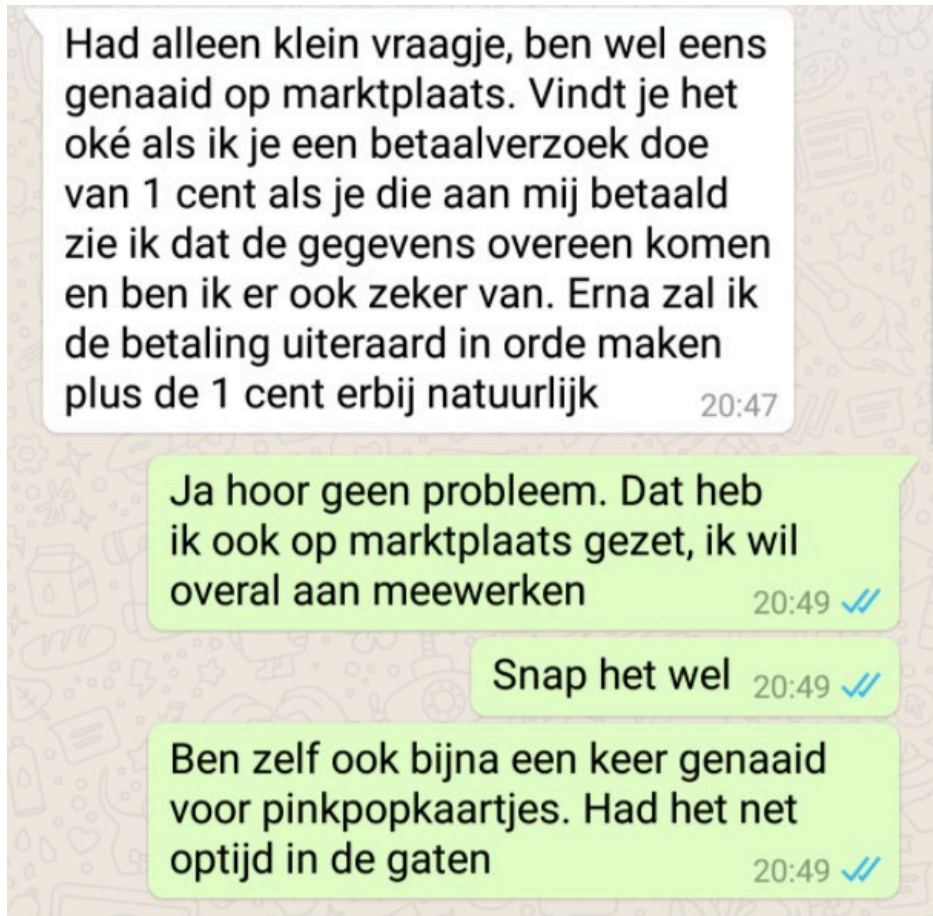 Had alleen klein vraagje, ben wel eens
genaaid op marktplaats. Vindt je het
oké als ik je een betaalverzoek doe
van 1 cent als je die aan mij betaald
zie ik dat de gegevens overeen komen
en ben ik er ook zeker van. Erna zal ik
de betaling uiteraard in orde maken
plus de 1 cent erbij natuurlijk 20:47
Ja hoor geen probleem. Dat heb
ik ook op marktplaats gezet, ik wil
overal aan meewerken 20:49
Snap het wel 20:49
Ben zelf ook bijna een keer genaaid
voor pinkpopkaartjes. Had het net
optijd in de gaten 20:49